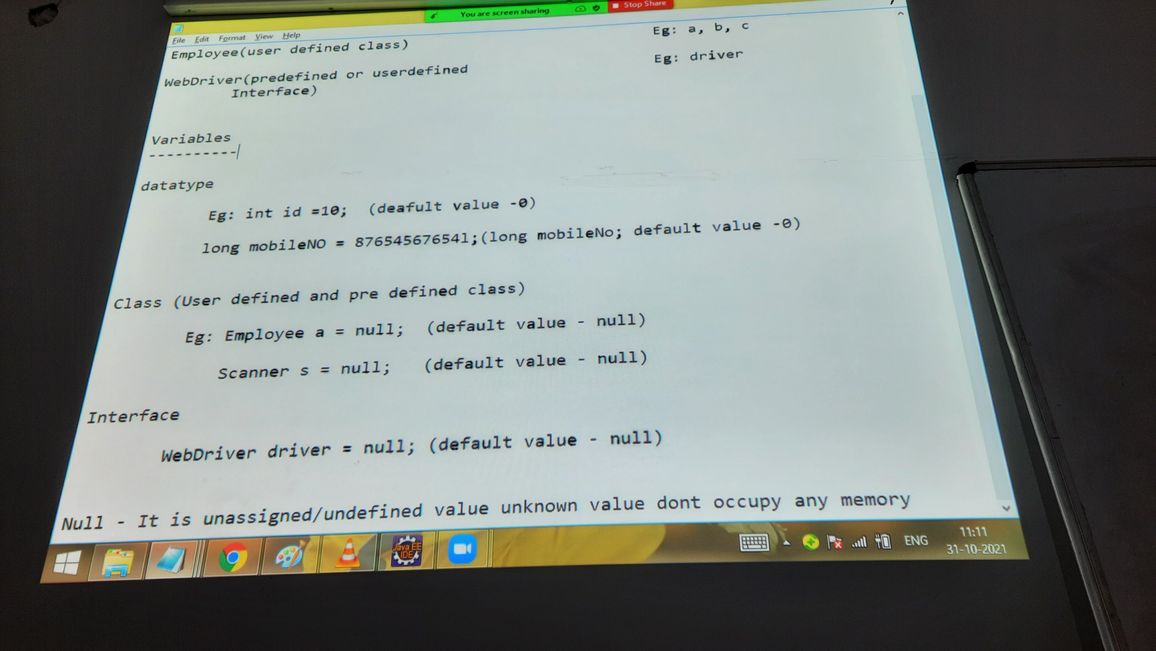 You are screen sharing Stop Share
File Edit Format View Help
Employee(user defined class) Eg: a, b, c
WebDriver(predefined or userdefined Eg: driver
Interface)
Variables
----------
datatype
Eg: int id =10; (deafult value -0)
long mobileNO = 87654567654l;(long mobileNo; default value -0)
Class (User defined and pre defined class)
Eg: Employee a = null; (default value - null)
Scanner s = null; (default value - null)
Interface
WebDriver driver = null; (default value - null)
Null - It is unassigned/undefined value unknown value dont occupy any memory
Java EE
IDE
ENG
11:11
31-10-2021